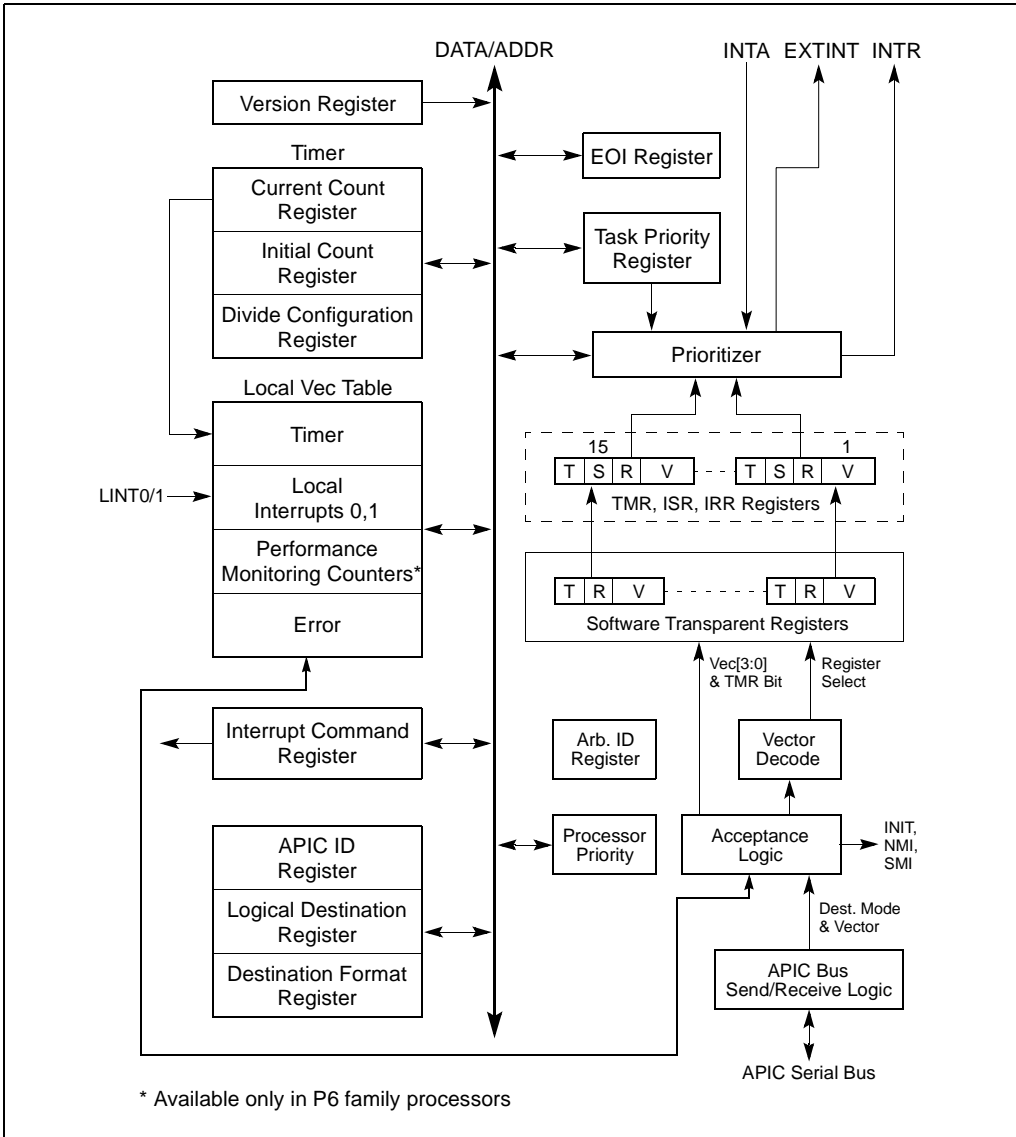 DATA/ADDR
INTA EXTINT INTR
Version Register
EOI Register
Timer
Current Count
Register
Initial Count
Register
Divide Configuration
Register
Task Priority
Register
Prioritizer
Local Vec Table
Timer
LINT0/1
Local
Interrupts 0,1
Performance
Monitoring Counters*
Error
15
1
T S R V
T S R V
TMR, ISR, IRR Registers
T R V
T R V
Software Transparent Registers
Vec[3:0]
& TMR Bit
Register
Select
Interrupt Command
Register
Arb. ID
Register
Vector
Decode
Processor
Priority
Acceptance
Logic
INIT,
NMI,
SMI
APIC ID
Register
Logical Destination
Register
Destination Format
Register
Dest. Mode
& Vector
APIC Bus
Send/Receive Logic
APIC Serial Bus
* Available only in P6 family processors